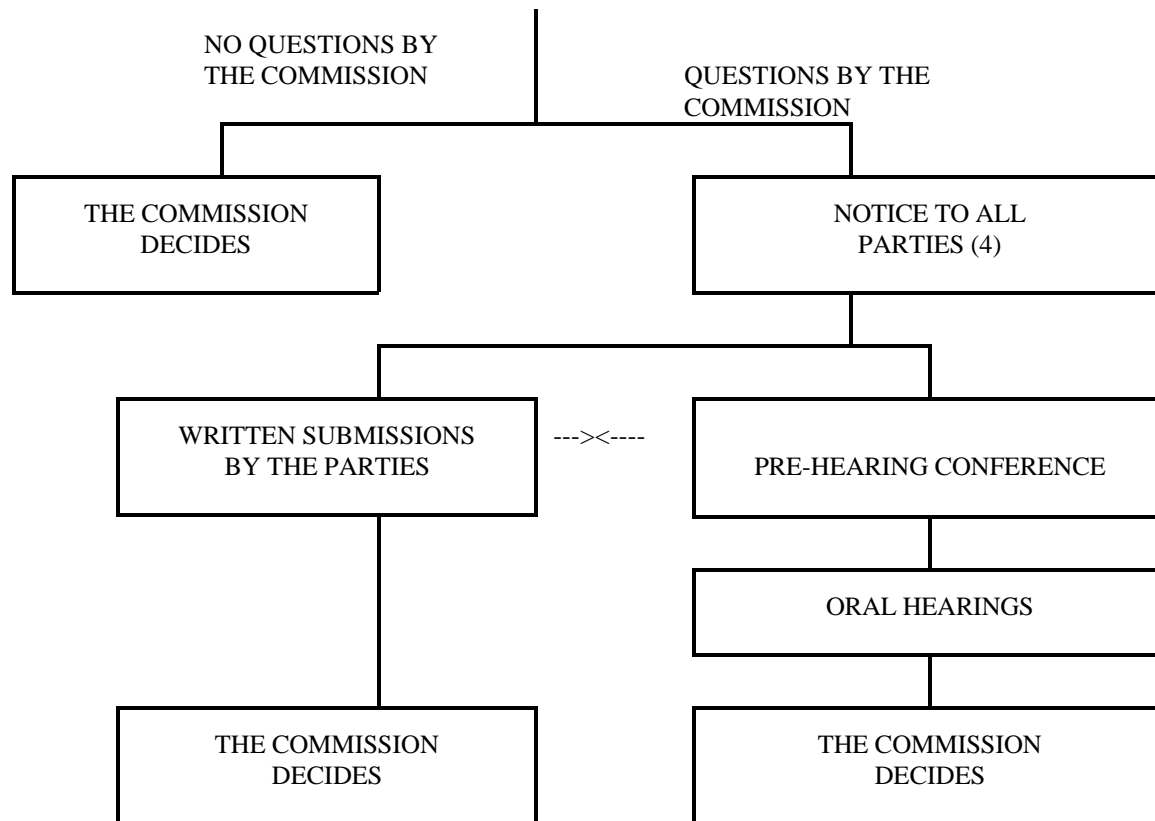 NO QUESTIONS BY
THE COMMISSION
QUESTIONS BY THE
COMMISSION
THE COMMISSION
DECIDES
NOTICE TO ALL
PARTIES (4)
WRITTEN SUBMISSIONS
BY THE PARTIES
---><----
PRE-HEARING CONFERENCE
ORAL HEARINGS
THE COMMISSION
DECIDES
THE COMMISSION
DECIDES